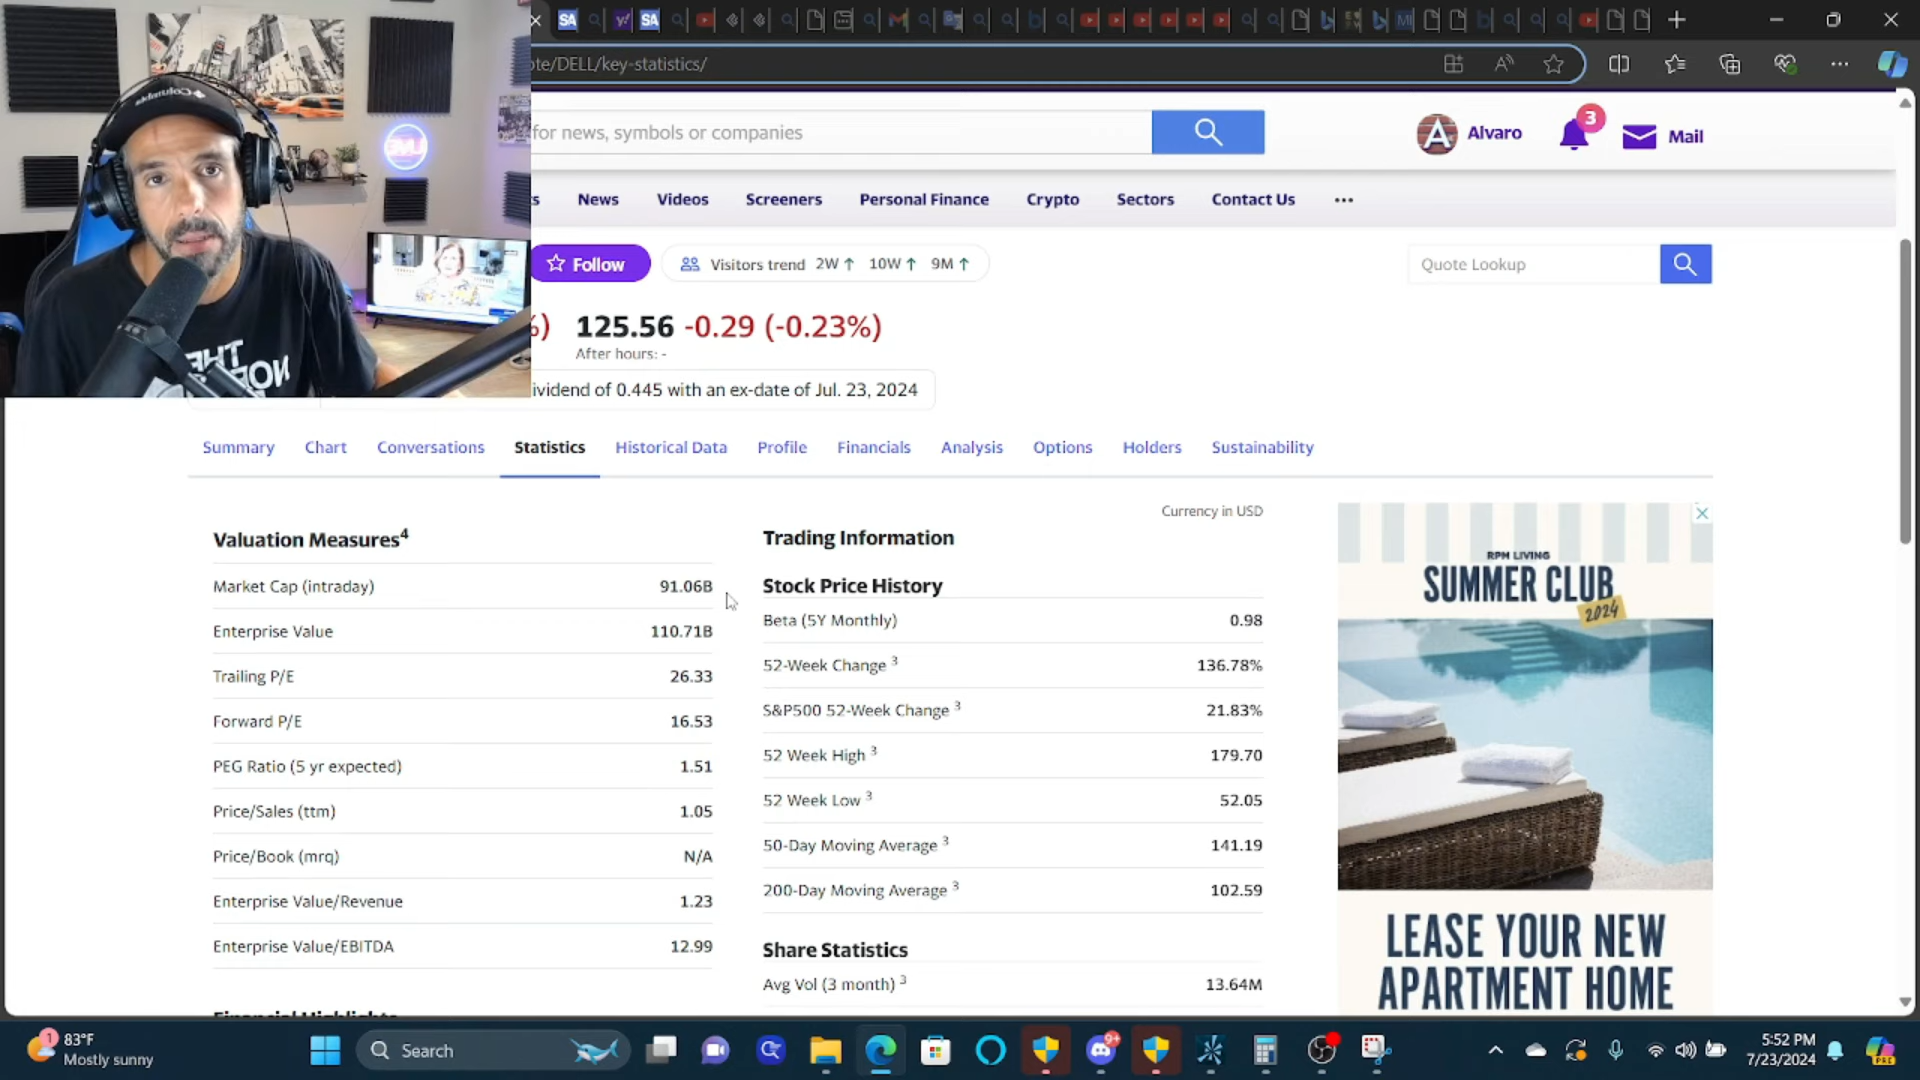 SA
SA
te/DELL/key-statistics/
for news, symbols or companies
Alvaro
3
Mail
s
News
Videos
Screeners
Personal Finance
Crypto
Sectors
Contact Us
Follow
Visitors trend 2W 10W 9M
Quote Lookup
%) 125.56 -0.29 (-0.23%)
After hours: -
ividend of 0.445 with an ex-date of Jul. 23, 2024
Summary
Chart
Conversations
Statistics
Historical Data
Profile
Financials
Analysis
Options
Holders
Sustainability
Currency in USD
Valuation Measures4
Market Cap (intraday) 91.06B
Enterprise Value 110.71B
Trailing P/E 26.33
Forward P/E 16.53
PEG Ratio (5 yr expected) 1.51
Price/Sales (ttm) 1.05
Price/Book (mrq) N/A
Enterprise Value/Revenue 1.23
Enterprise Value/EBITDA 12.99
Financial Highlights
Trading Information
Stock Price History
Beta (5Y Monthly) 0.98
52-Week Change 3 136.78%
S&P500 52-Week Change 3 21.83%
52 Week High 3 179.70
52 Week Low 3 52.05
50-Day Moving Average 3 141.19
200-Day Moving Average 3 102.59
Share Statistics
Avg Vol (3 month) 3 13.64M
RPM LIVING
SUMMER CLUB
2024
LEASE YOUR NEW
APARTMENT HOME
1
83°F
Mostly sunny
Search
5:52 PM
7/23/2024
Columbia
THE
NOR
LIVE